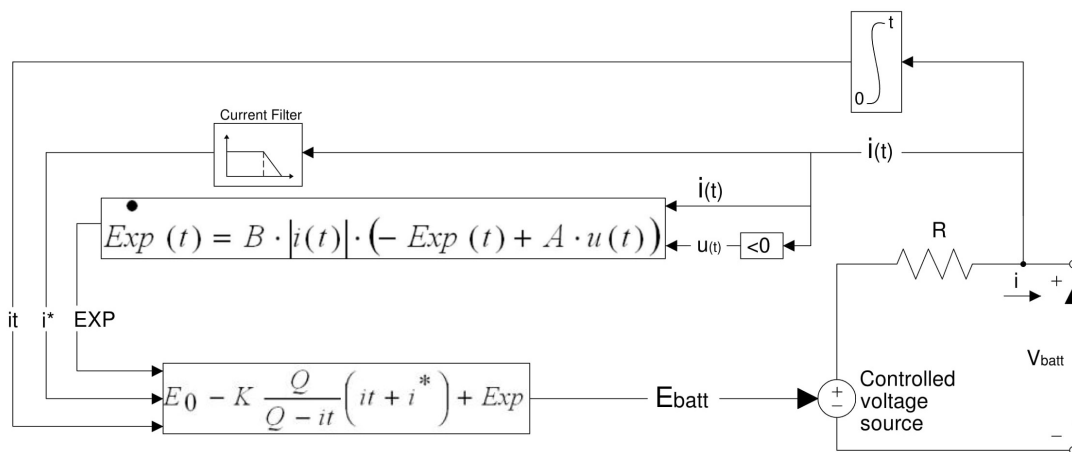 t
0
Current Filter
i(t)
i(t)
Exp (t) = B · |i(t)| · (− Exp (t) + A · u(t))
u(t)
<0
R
i
+
it
i*
EXP
Vbatt
E0 − K Q/(Q − it) (it + i*) + Exp
Ebatt
+
−
Controlled
voltage
source
−